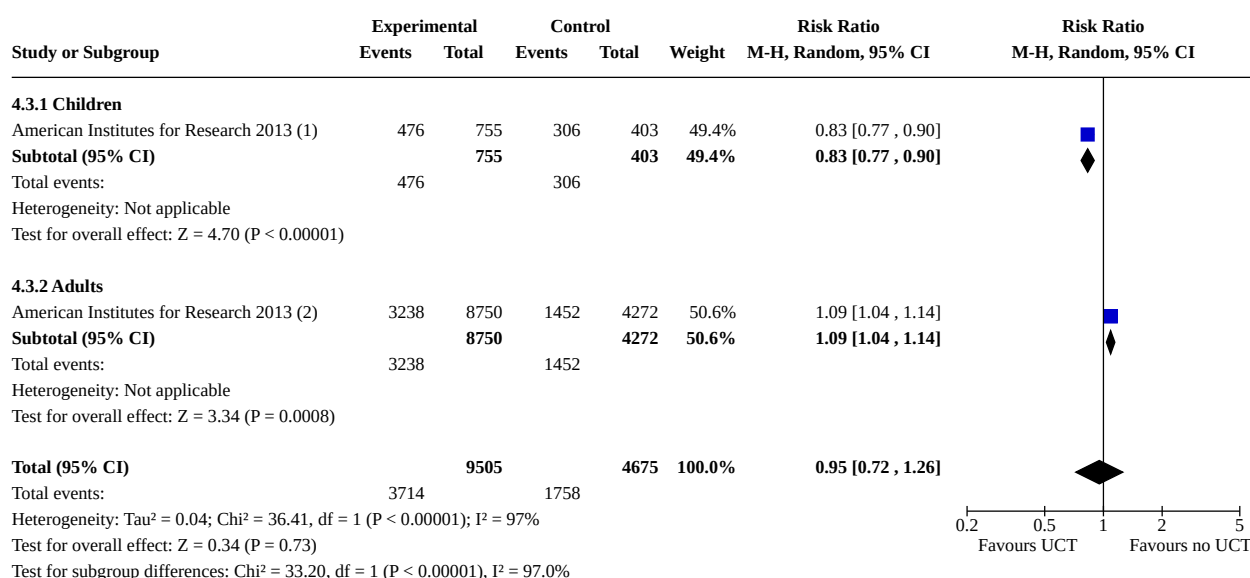 Experimental Control Risk Ratio Risk Ratio
Study or Subgroup Events Total Events Total Weight M-H, Random, 95% CI M-H, Random, 95% CI
4.3.1 Children
American Institutes for Research 2013 (1) 476 755 306 403 49.4% 0.83 [0.77 , 0.90]
Subtotal (95% CI) 755 403 49.4% 0.83 [0.77 , 0.90]
Total events: 476 306
Heterogeneity: Not applicable
Test for overall effect: Z = 4.70 (P < 0.00001)
4.3.2 Adults
American Institutes for Research 2013 (2) 3238 8750 1452 4272 50.6% 1.09 [1.04 , 1.14]
Subtotal (95% CI) 8750 4272 50.6% 1.09 [1.04 , 1.14]
Total events: 3238 1452
Heterogeneity: Not applicable
Test for overall effect: Z = 3.34 (P = 0.0008)
Total (95% CI) 9505 4675 100.0% 0.95 [0.72 , 1.26]
Total events: 3714 1758
Heterogeneity: Tau² = 0.04; Chi² = 36.41, df = 1 (P < 0.00001); I² = 97%
0.2 0.5 1 2 5
Test for overall effect: Z = 0.34 (P = 0.73) Favours UCT Favours no UCT
Test for subgroup differences: Chi² = 33.20, df = 1 (P < 0.00001), I² = 97.0%